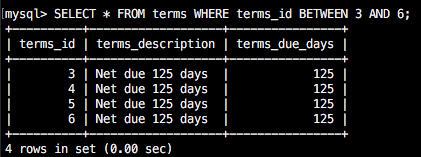 mysql> SELECT * FROM terms WHERE terms_id BETWEEN 3 AND 6;
+----------+-------------------+----------------+
| terms_id | terms_description | terms_due_days |
+----------+-------------------+----------------+
|        3 | Net due 125 days  |            125 |
|        4 | Net due 125 days  |            125 |
|        5 | Net due 125 days  |            125 |
|        6 | Net due 125 days  |            125 |
+----------+-------------------+----------------+
4 rows in set (0.00 sec)